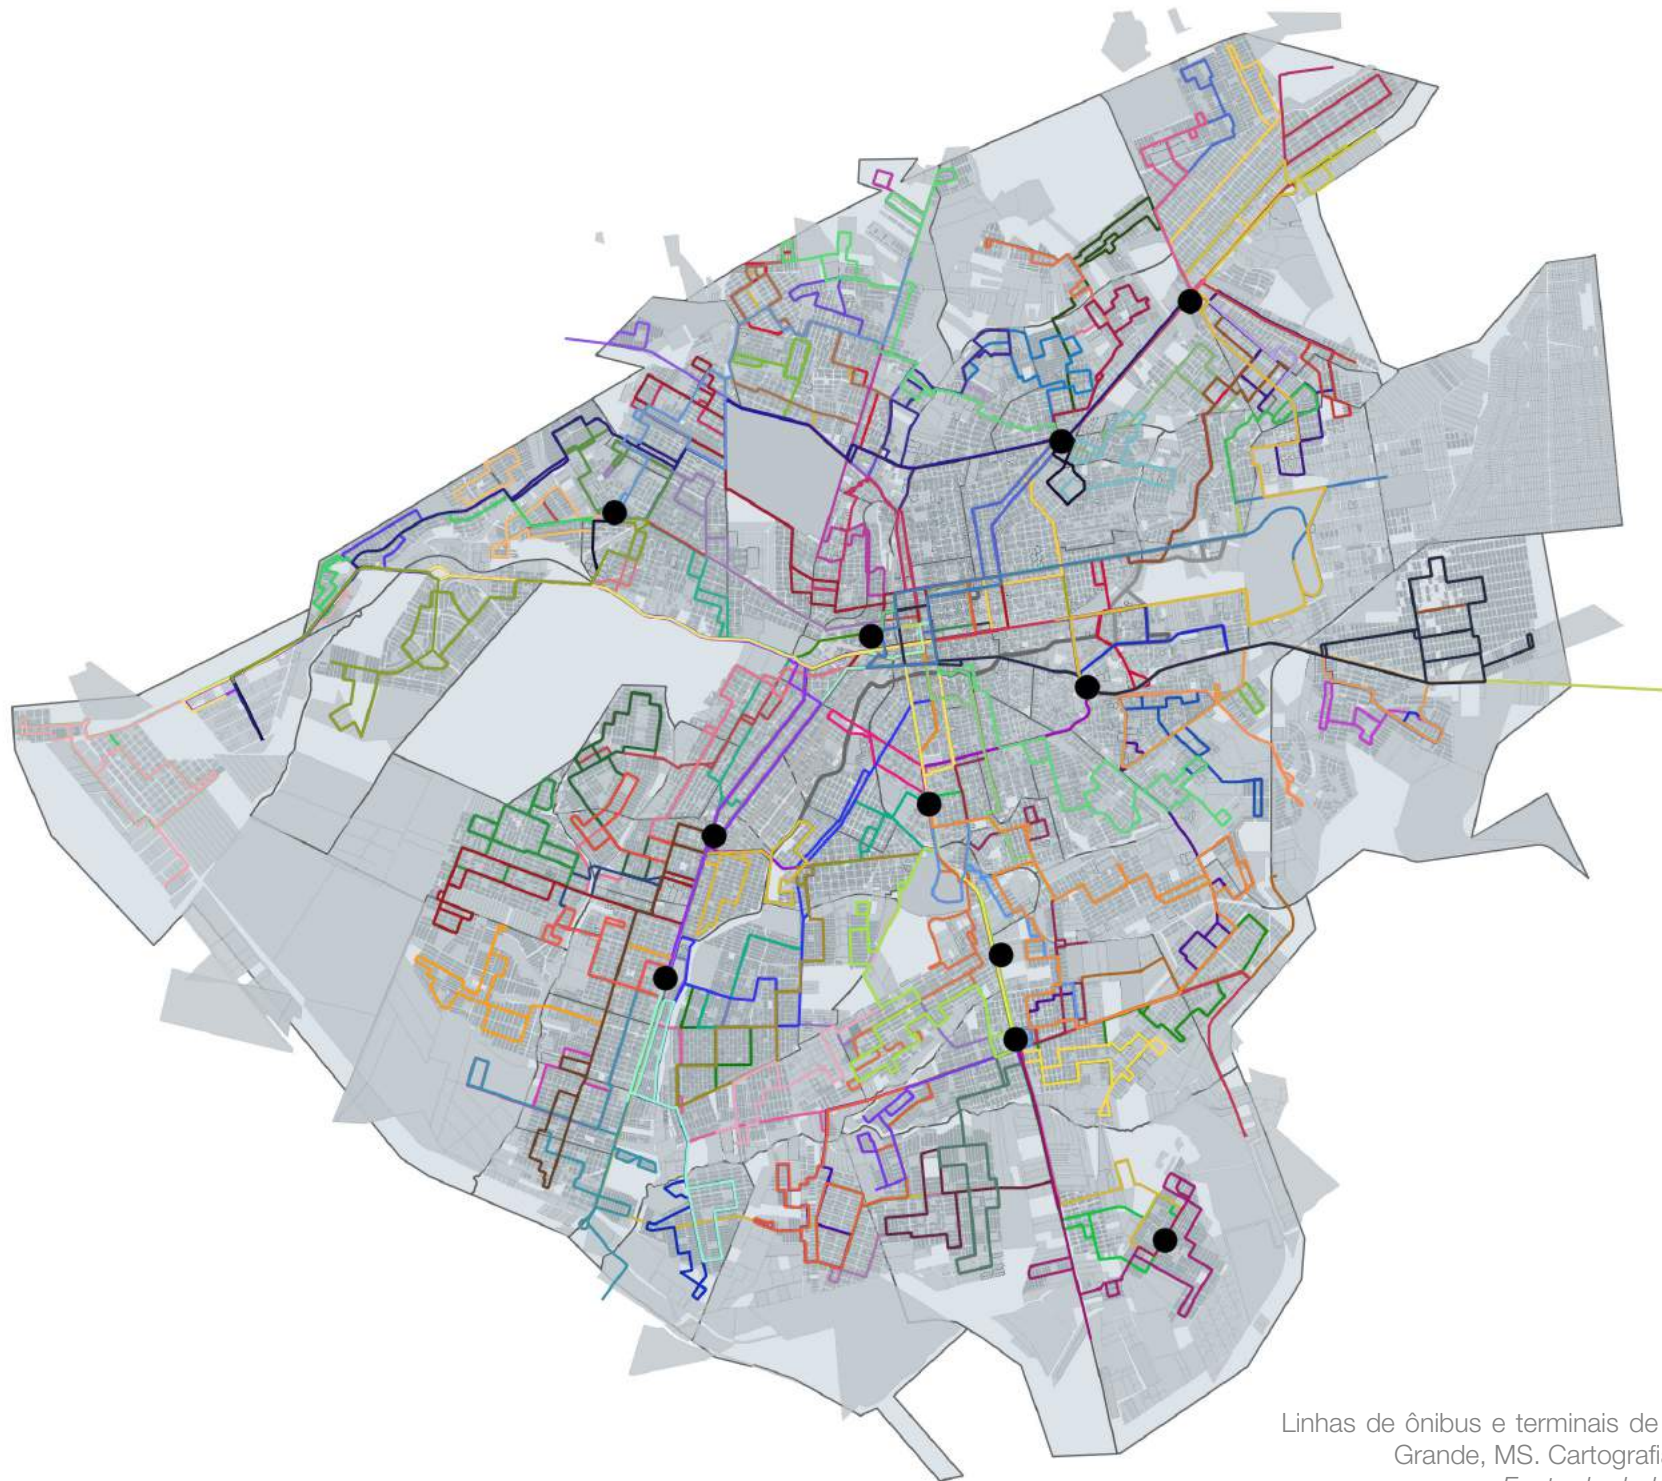 Linhas de ônibus e terminais de
Grande, MS. Cartografi